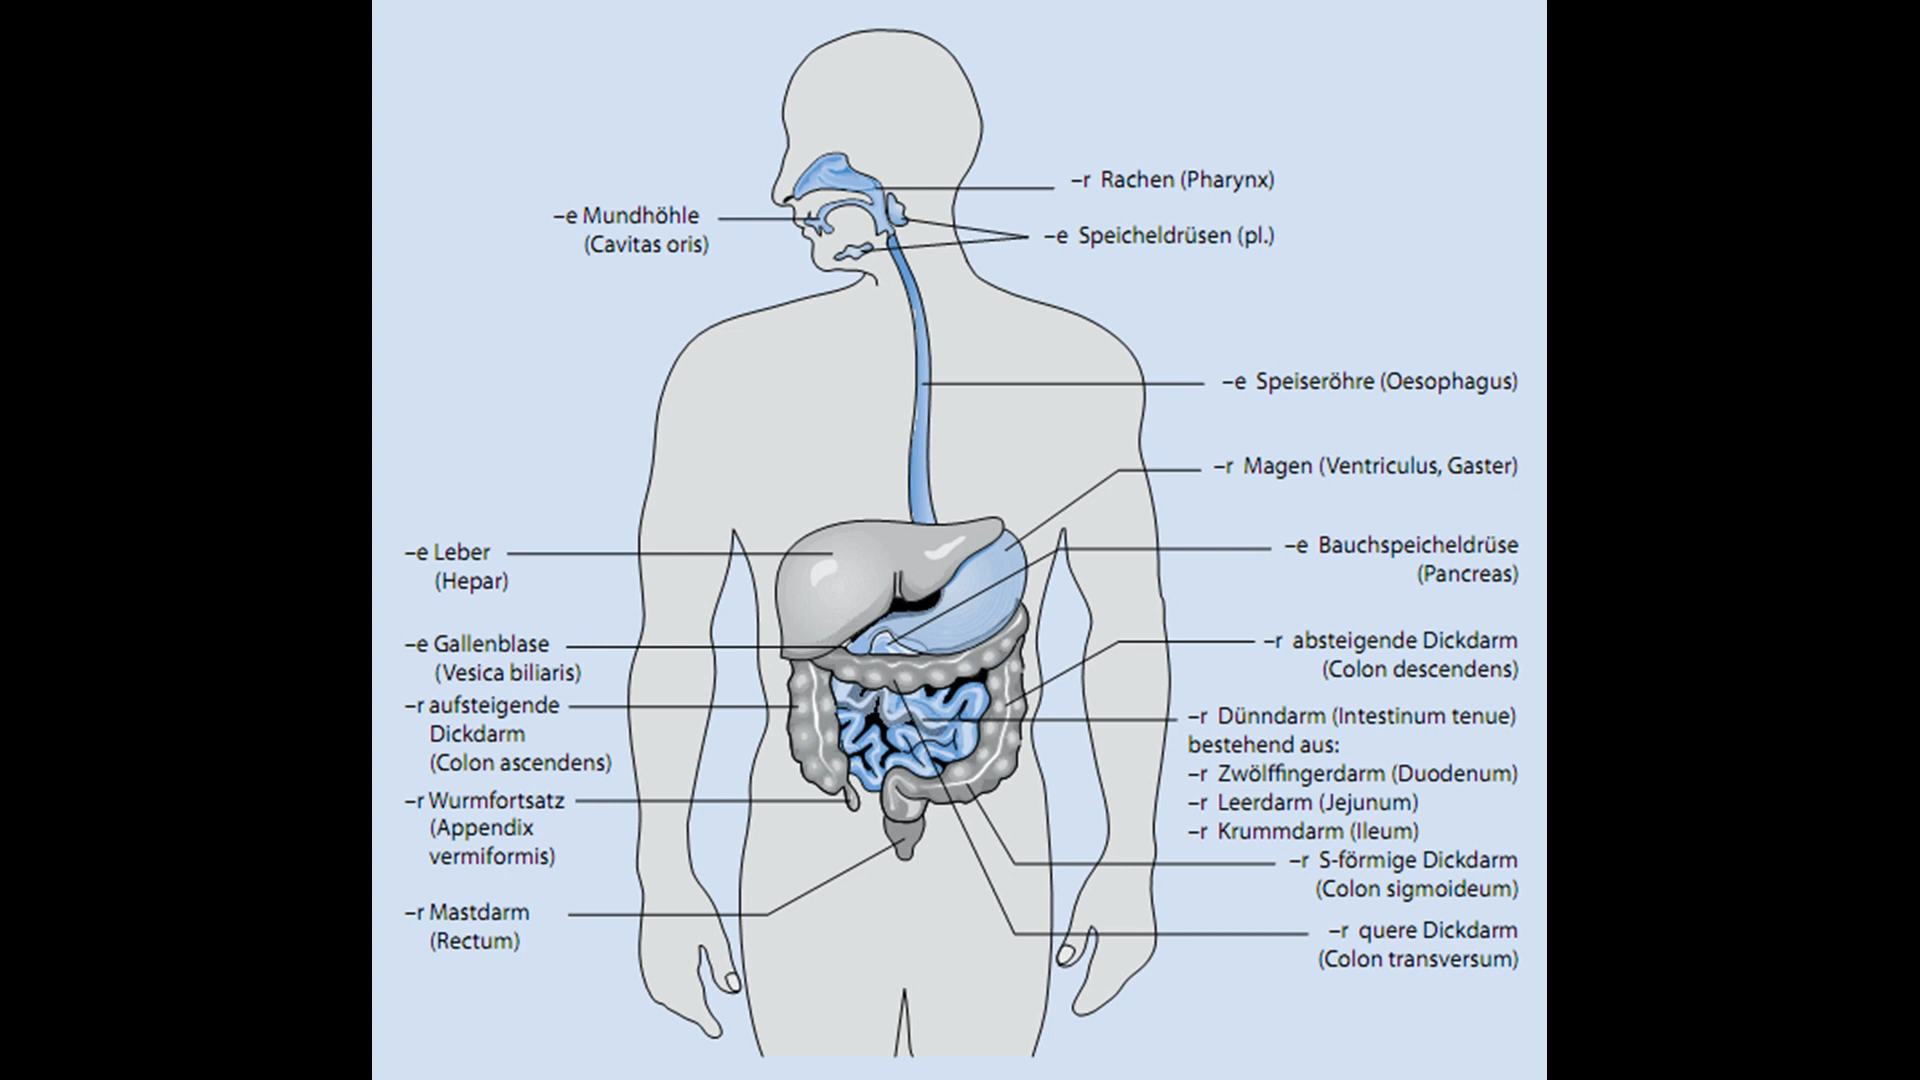 –r Rachen (Pharynx)
–e Mundhöhle
(Cavitas oris)
–e Speicheldrüsen (pl.)
–e Speiseröhre (Oesophagus)
–r Magen (Ventriculus, Gaster)
–e Leber
(Hepar)
–e Bauchspeicheldrüse
(Pancreas)
–e Gallenblase
(Vesica biliaris)
–r absteigende Dickdarm
(Colon descendens)
–r aufsteigende
Dickdarm
(Colon ascendens)
–r Dünndarm (Intestinum tenue)
bestehend aus:
–r Zwölffingerdarm (Duodenum)
–r Leerdarm (Jejunum)
–r Krummdarm (Ileum)
–r Wurmfortsatz
(Appendix
vermiformis)
–r S-förmige Dickdarm
(Colon sigmoideum)
–r Mastdarm
(Rectum)
–r quere Dickdarm
(Colon transversum)